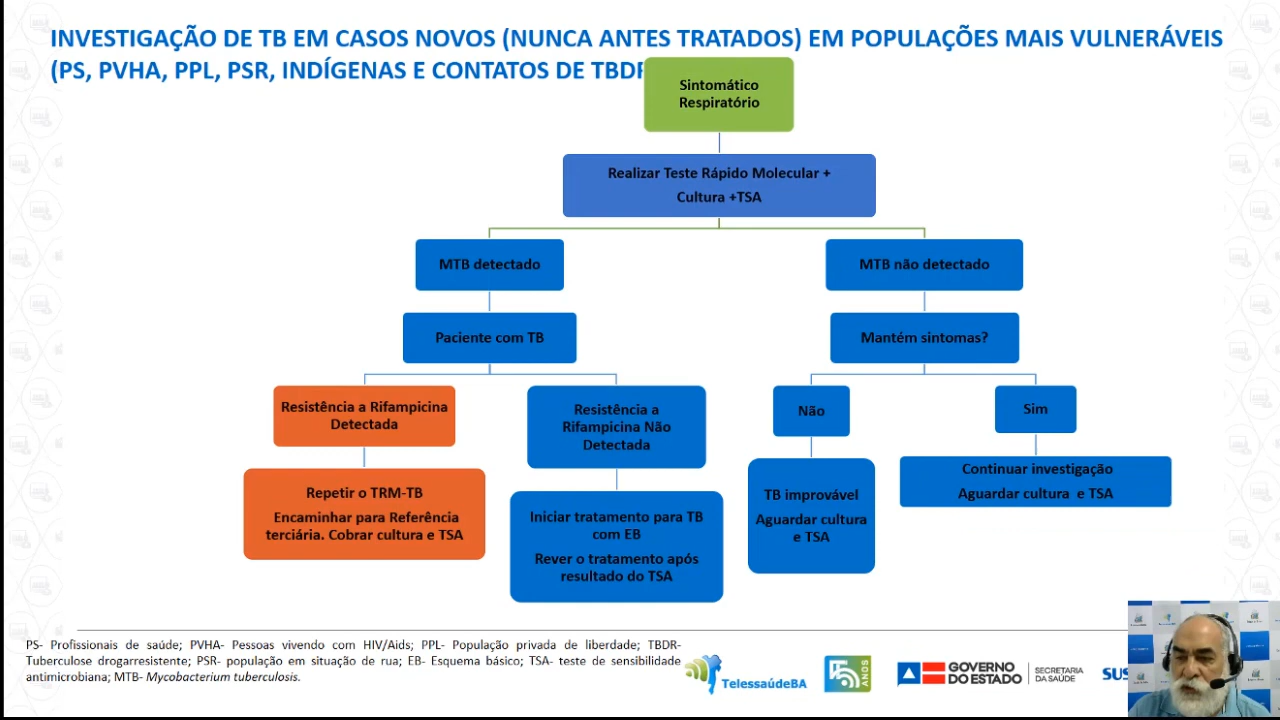 INVESTIGAÇÃO DE TB EM CASOS NOVOS (NUNCA ANTES TRATADOS) EM POPULAÇÕES MAIS VULNERÁVEIS
(PS, PVHA, PPL, PSR, INDÍGENAS E CONTATOS DE
Sintomático
Respiratório
Realizar Teste Rápido Molecular +
Cultura +TSA
MTB detectado
MTB não detectado
Paciente com TB
Mantém sintomas?
Resistência a Rifampicina
Detectada
Resistência a
Rifampicina Não
Detectada
Não
Sim
Repetir o TRM-TB
Encaminhar para Referência
terciária. Cobrar cultura e TSA
Iniciar tratamento para TB
com EB
Rever o tratamento após
resultado do TSA
TB improvável
Aguardar cultura
e TSA
Continuar investigação
Aguardar cultura e TSA
PS- Profissionais de saúde; PVHA- Pessoas vivendo com HIV/Aids; PPL- População privada de liberdade; TBDR-
Tuberculose drogarresistente; PSR- população em situação de rua; EB- Esquema básico; TSA- teste de sensibilidade
antimicrobiana; MTB- Mycobacterium tuberculosis.
TelessaúdeBA
ANOS
GOVERNO
DO ESTADO
SECRETARIA
DA SAÚDE
SUS